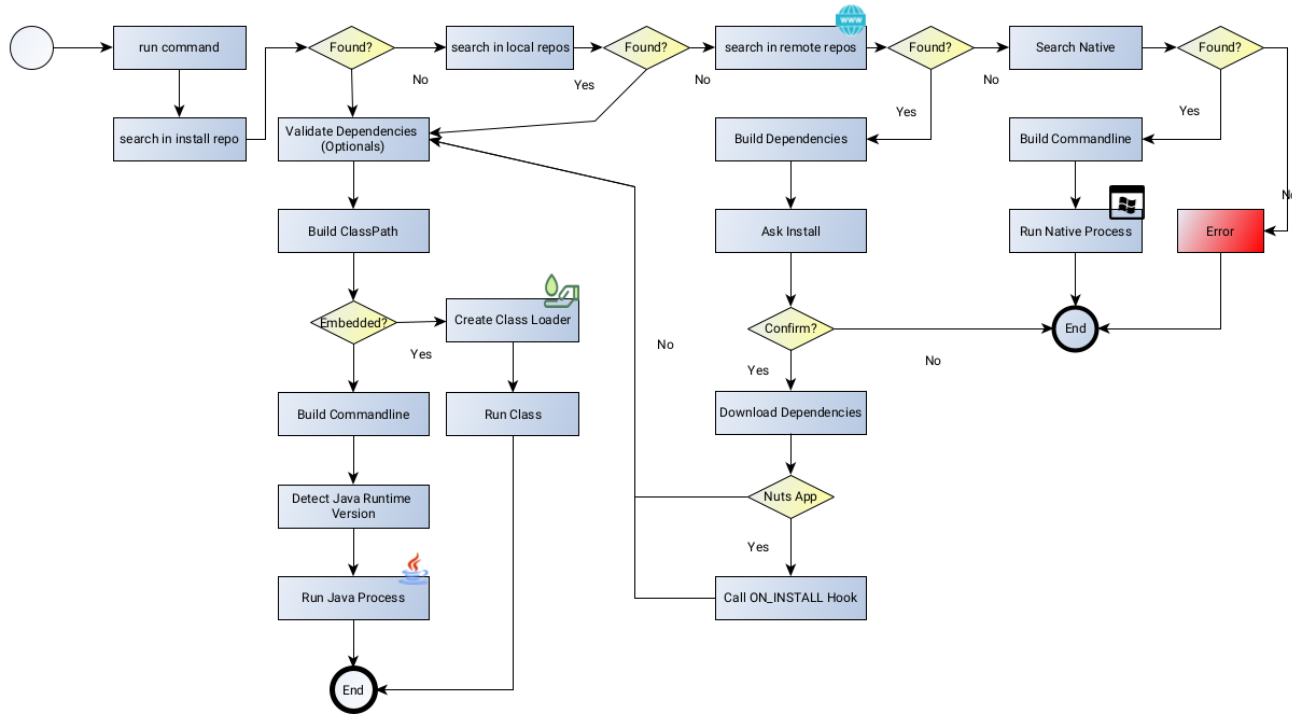 run command
Found?
search in local repos
Found?
search in remote repos
WWW
Found?
Search Native
Found?
No
Yes
No
Yes
No
Yes
search in install repo
Validate Dependencies
(Optionals)
Build Dependencies
Build Commandline
No
Build ClassPath
Ask Install
Run Native Process
Error
Embedded?
Yes
Create Class Loader
No
Confirm?
Yes
No
End
Build Commandline
Run Class
Download Dependencies
Detect Java Runtime
Version
Nuts App
Yes
Run Java Process
Call ON_INSTALL Hook
End